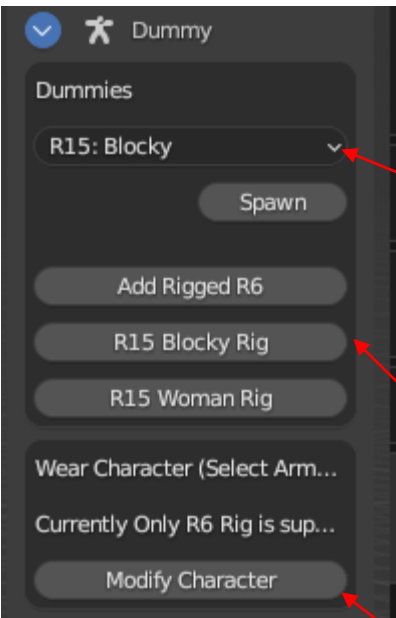 Dummy
Dummies
R15: Blocky
Spawn
Add Rigged R6
R15 Blocky Rig
R15 Woman Rig
Wear Character (Select Arm...
Currently Only R6 Rig is sup...
Modify Character